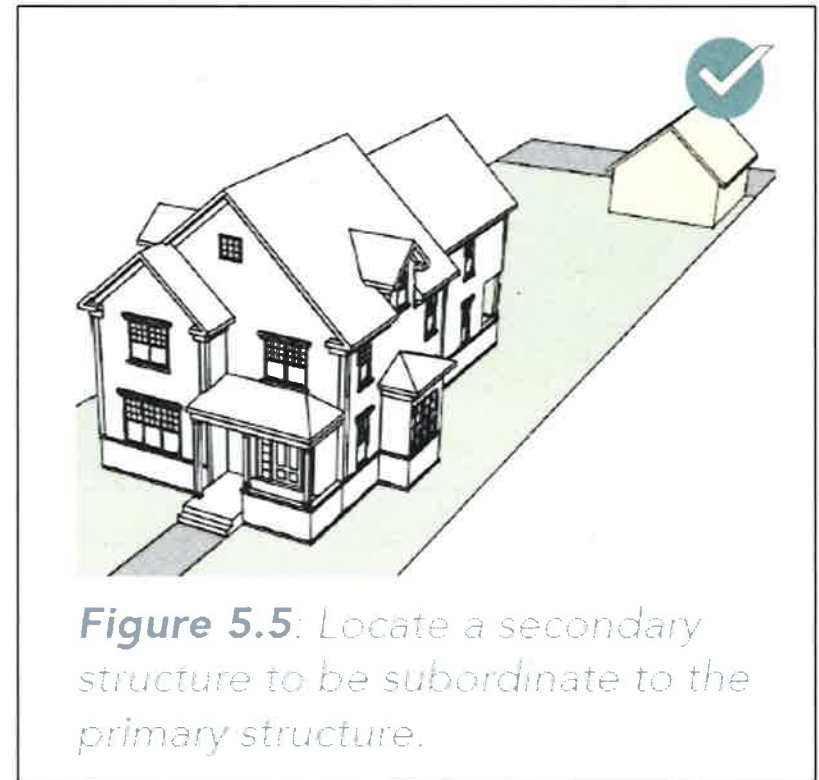 Figure 5.5: Locate a secondary
structure to be subordinate to the
primary structure.